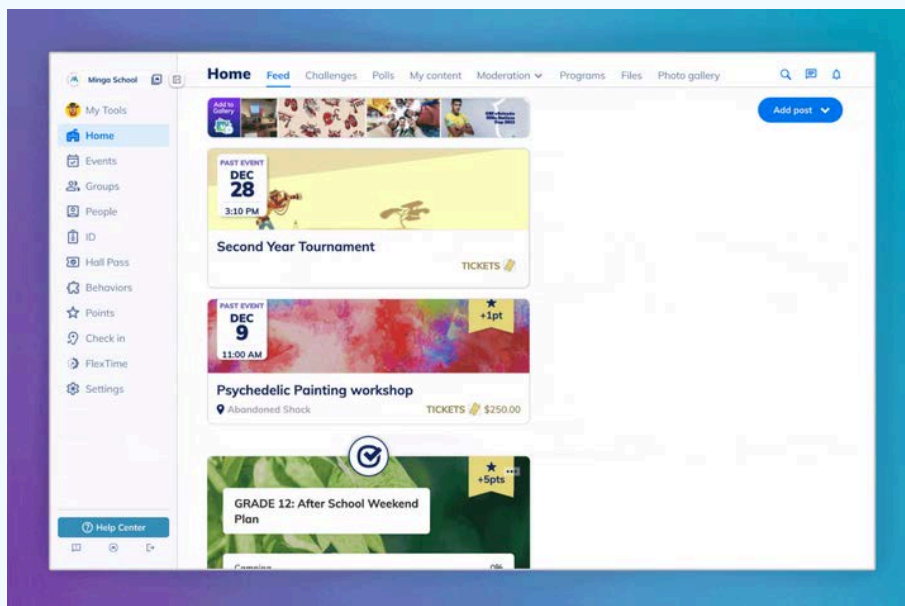 Minga School
My Tools
Home
Events
Groups
People
ID
Hall Pass
Behaviors
Points
Check in
FlexTime
Settings
Help Center
Home Feed Challenges Polls My content Moderation Programs Files Photo gallery
Add post
Add to
Gallery
PAST EVENT
DEC
28
3:10 PM
Second Year Tournament
TICKETS
PAST EVENT
DEC
9
11:00 AM
+1pt
Psychedelic Painting workshop
Abandoned Shack TICKETS $250.00
+5pts
GRADE 12: After School Weekend
Plan
Camping 0%